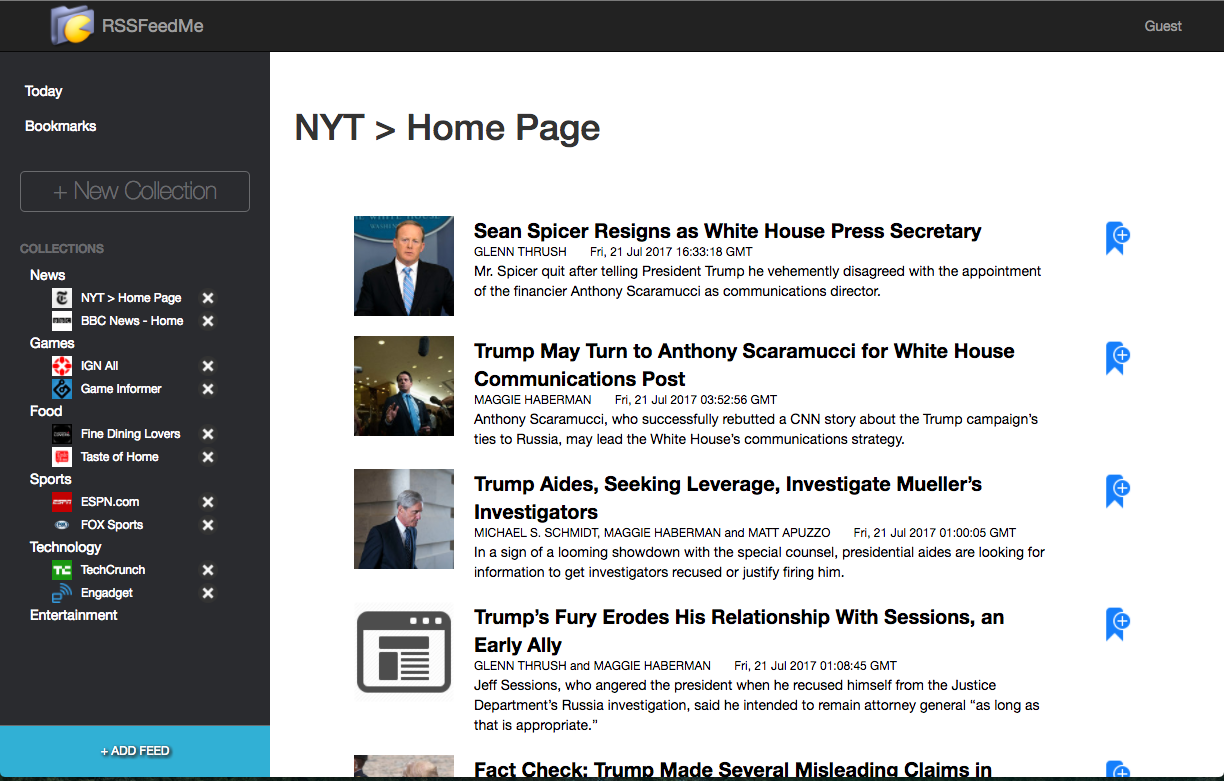 RSSFeedMe
Guest
Today
Bookmarks
+ New Collection
COLLECTIONS
News
NYT > Home Page
BBC News - Home
Games
IGN All
Game Informer
Food
Fine Dining Lovers
Taste of Home
Sports
ESPN.com
FOX Sports
Technology
TechCrunch
Engadget
Entertainment
+ ADD FEED
NYT > Home Page
Sean Spicer Resigns as White House Press Secretary
GLENN THRUSH Fri, 21 Jul 2017 16:33:18 GMT
Mr. Spicer quit after telling President Trump he vehemently disagreed with the appointment
of the financier Anthony Scaramucci as communications director.
Trump May Turn to Anthony Scaramucci for White House
Communications Post
MAGGIE HABERMAN Fri, 21 Jul 2017 03:52:56 GMT
Anthony Scaramucci, who successfully rebutted a CNN story about the Trump campaign’s
ties to Russia, may lead the White House’s communications strategy.
Trump Aides, Seeking Leverage, Investigate Mueller’s
Investigators
MICHAEL S. SCHMIDT, MAGGIE HABERMAN and MATT APUZZO Fri, 21 Jul 2017 01:00:05 GMT
In a sign of a looming showdown with the special counsel, presidential aides are looking for
information to get investigators recused or justify firing him.
Trump’s Fury Erodes His Relationship With Sessions, an
Early Ally
GLENN THRUSH and MAGGIE HABERMAN Fri, 21 Jul 2017 01:08:45 GMT
Jeff Sessions, who angered the president when he recused himself from the Justice
Department’s Russia investigation, said he intended to remain attorney general “as long as
that is appropriate.”
Fact Check: Trump Made Several Misleading Claims in